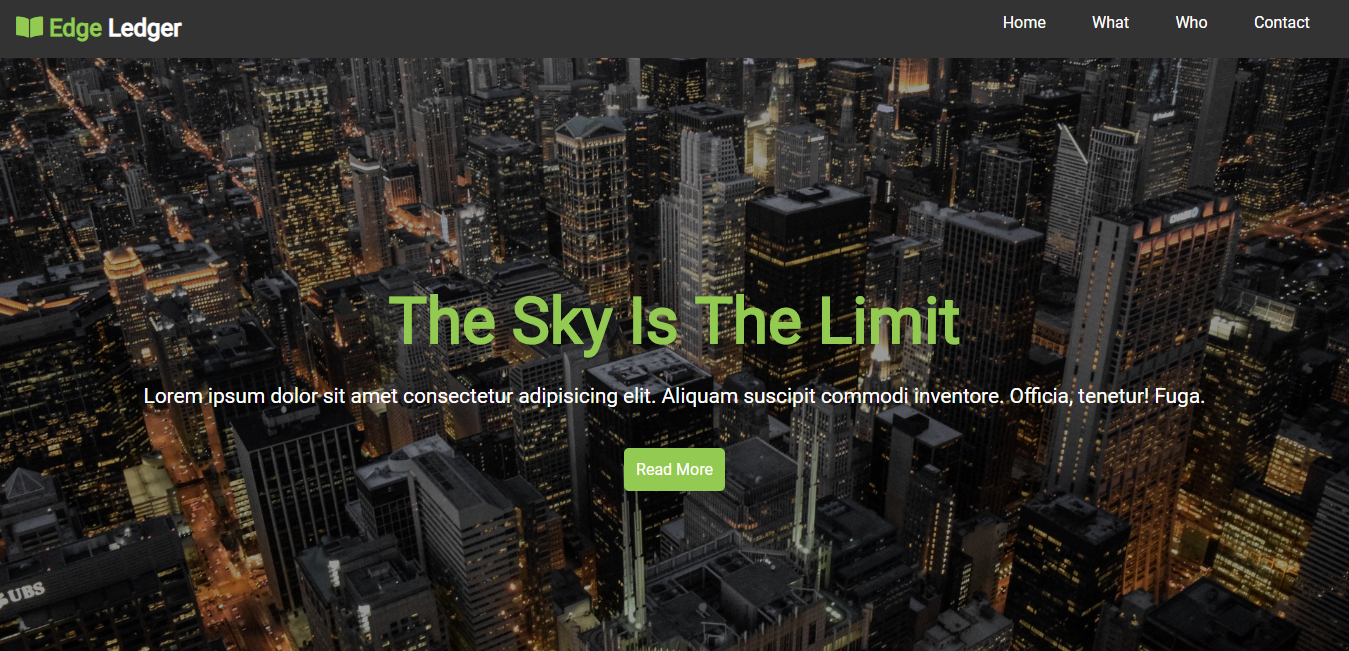 Edge Ledger
Home What Who Contact
The Sky Is The Limit
Lorem ipsum dolor sit amet consectetur adipisicing elit. Aliquam suscipit commodi inventore. Officia, tenetur! Fuga.
Read More
UBS